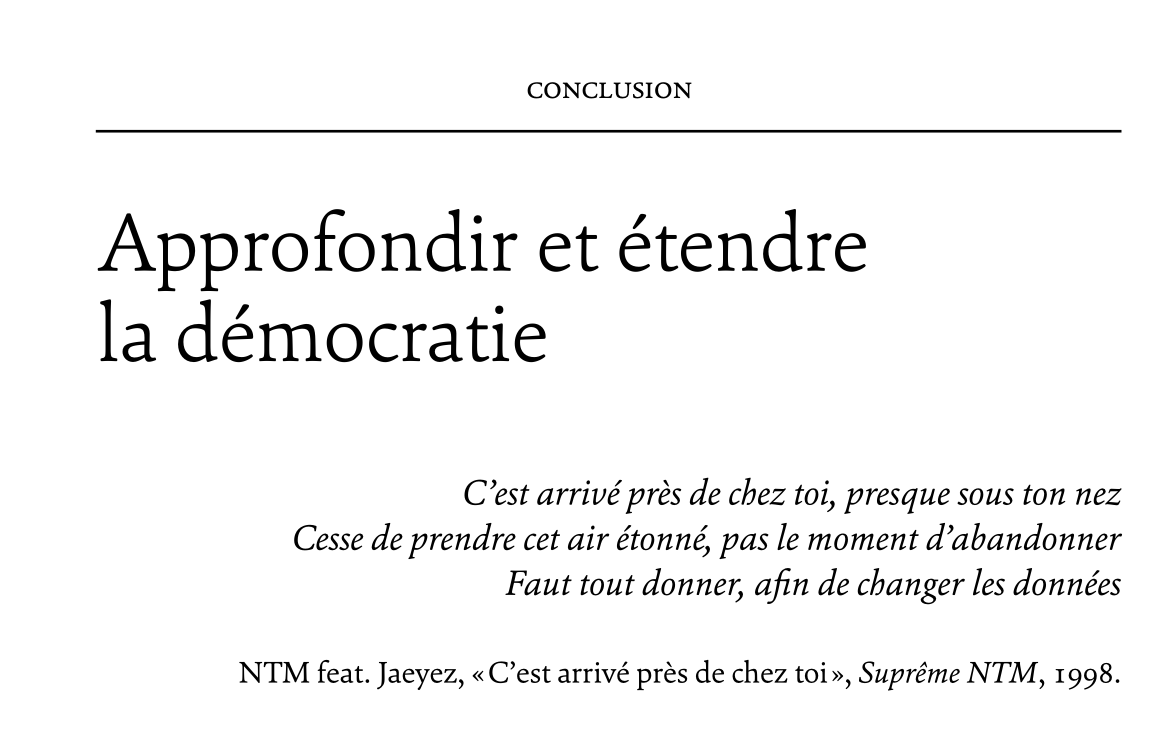 CONCLUSION
Approfondir et étendre
la démocratie
C’est arrivé près de chez toi, presque sous ton nez
Cesse de prendre cet air étonné, pas le moment d’abandonner
Faut tout donner, afin de changer les données
NTM feat. Jaeyez, « C’est arrivé près de chez toi », Suprême NTM, 1998.